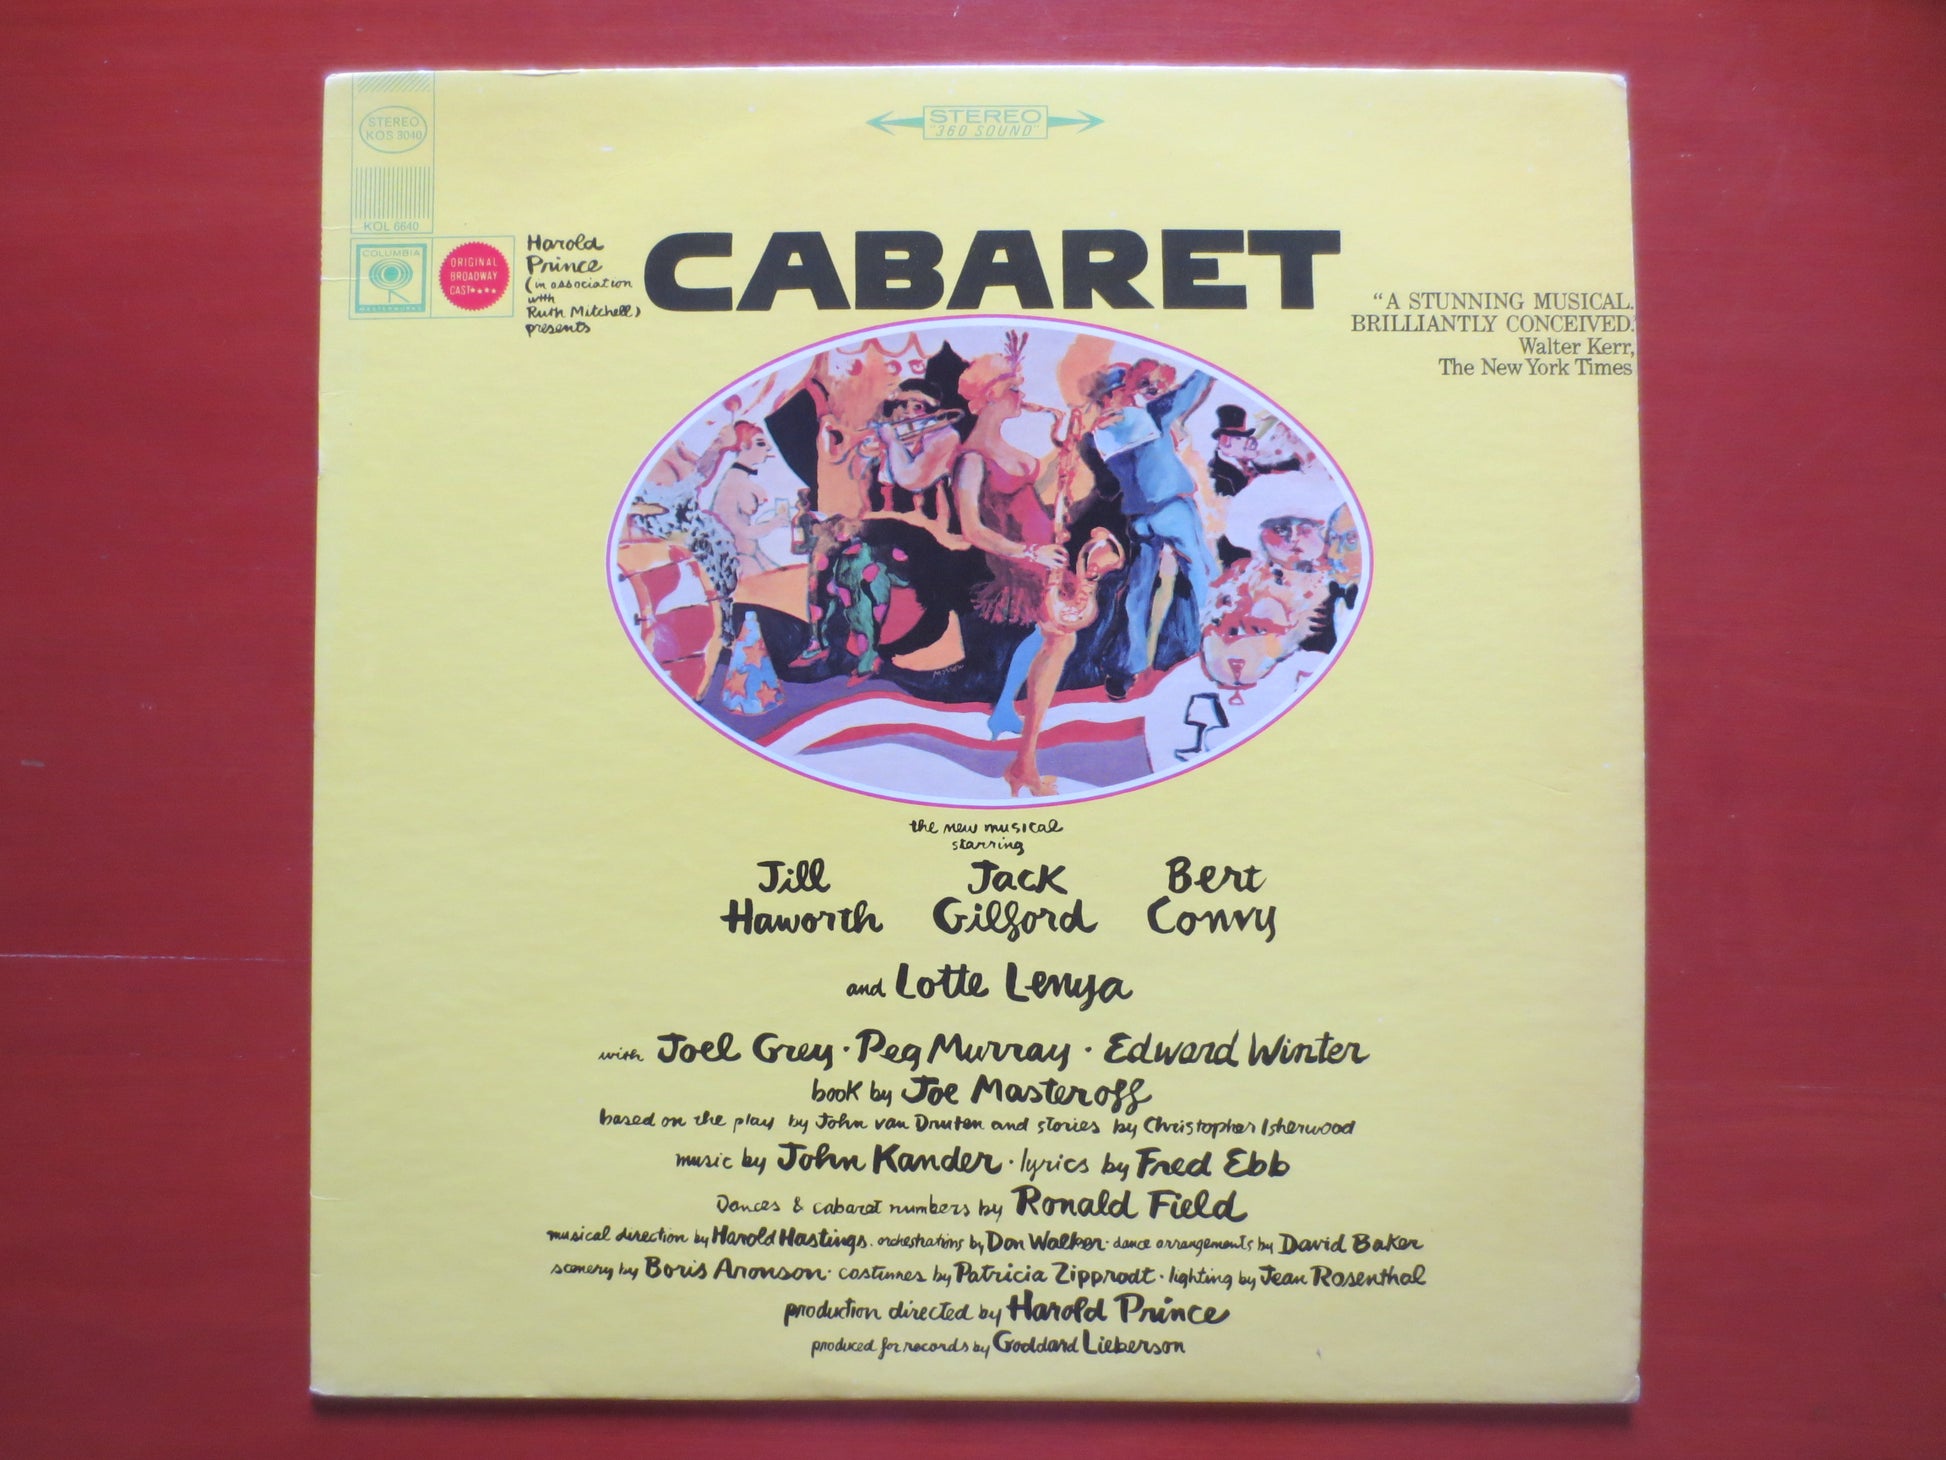 STEREO
KOS 3040
KOL 6640
STEREO
"360 SOUND"
COLUMBIA
MASTERWORKS
ORIGINAL
BROADWAY
CAST★★★★
Harold
Prince
(in association
with
Ruth Mitchell)
presents
CABARET
“A STUNNING MUSICAL.
BRILLIANTLY CONCEIVED.”
Walter Kerr,
The New York Times
the new musical
starring
Jill Haworth
Jack Gilford
Bert Convy
and Lotte Lenya
with Joel Grey · Peg Murray · Edward Winter
book by Joe Masteroff
based on the play by John van Druten and stories by Christopher Isherwood
music by John Kander · lyrics by Fred Ebb
Dances & cabaret numbers by Ronald Field
musical direction by Harold Hastings · orchestrations by Don Walker · dance arrangements by David Baker
scenery by Boris Aronson · costumes by Patricia Zipprodt · lighting by Jean Rosenthal
production directed by Harold Prince
produced for records by Goddard Lieberson